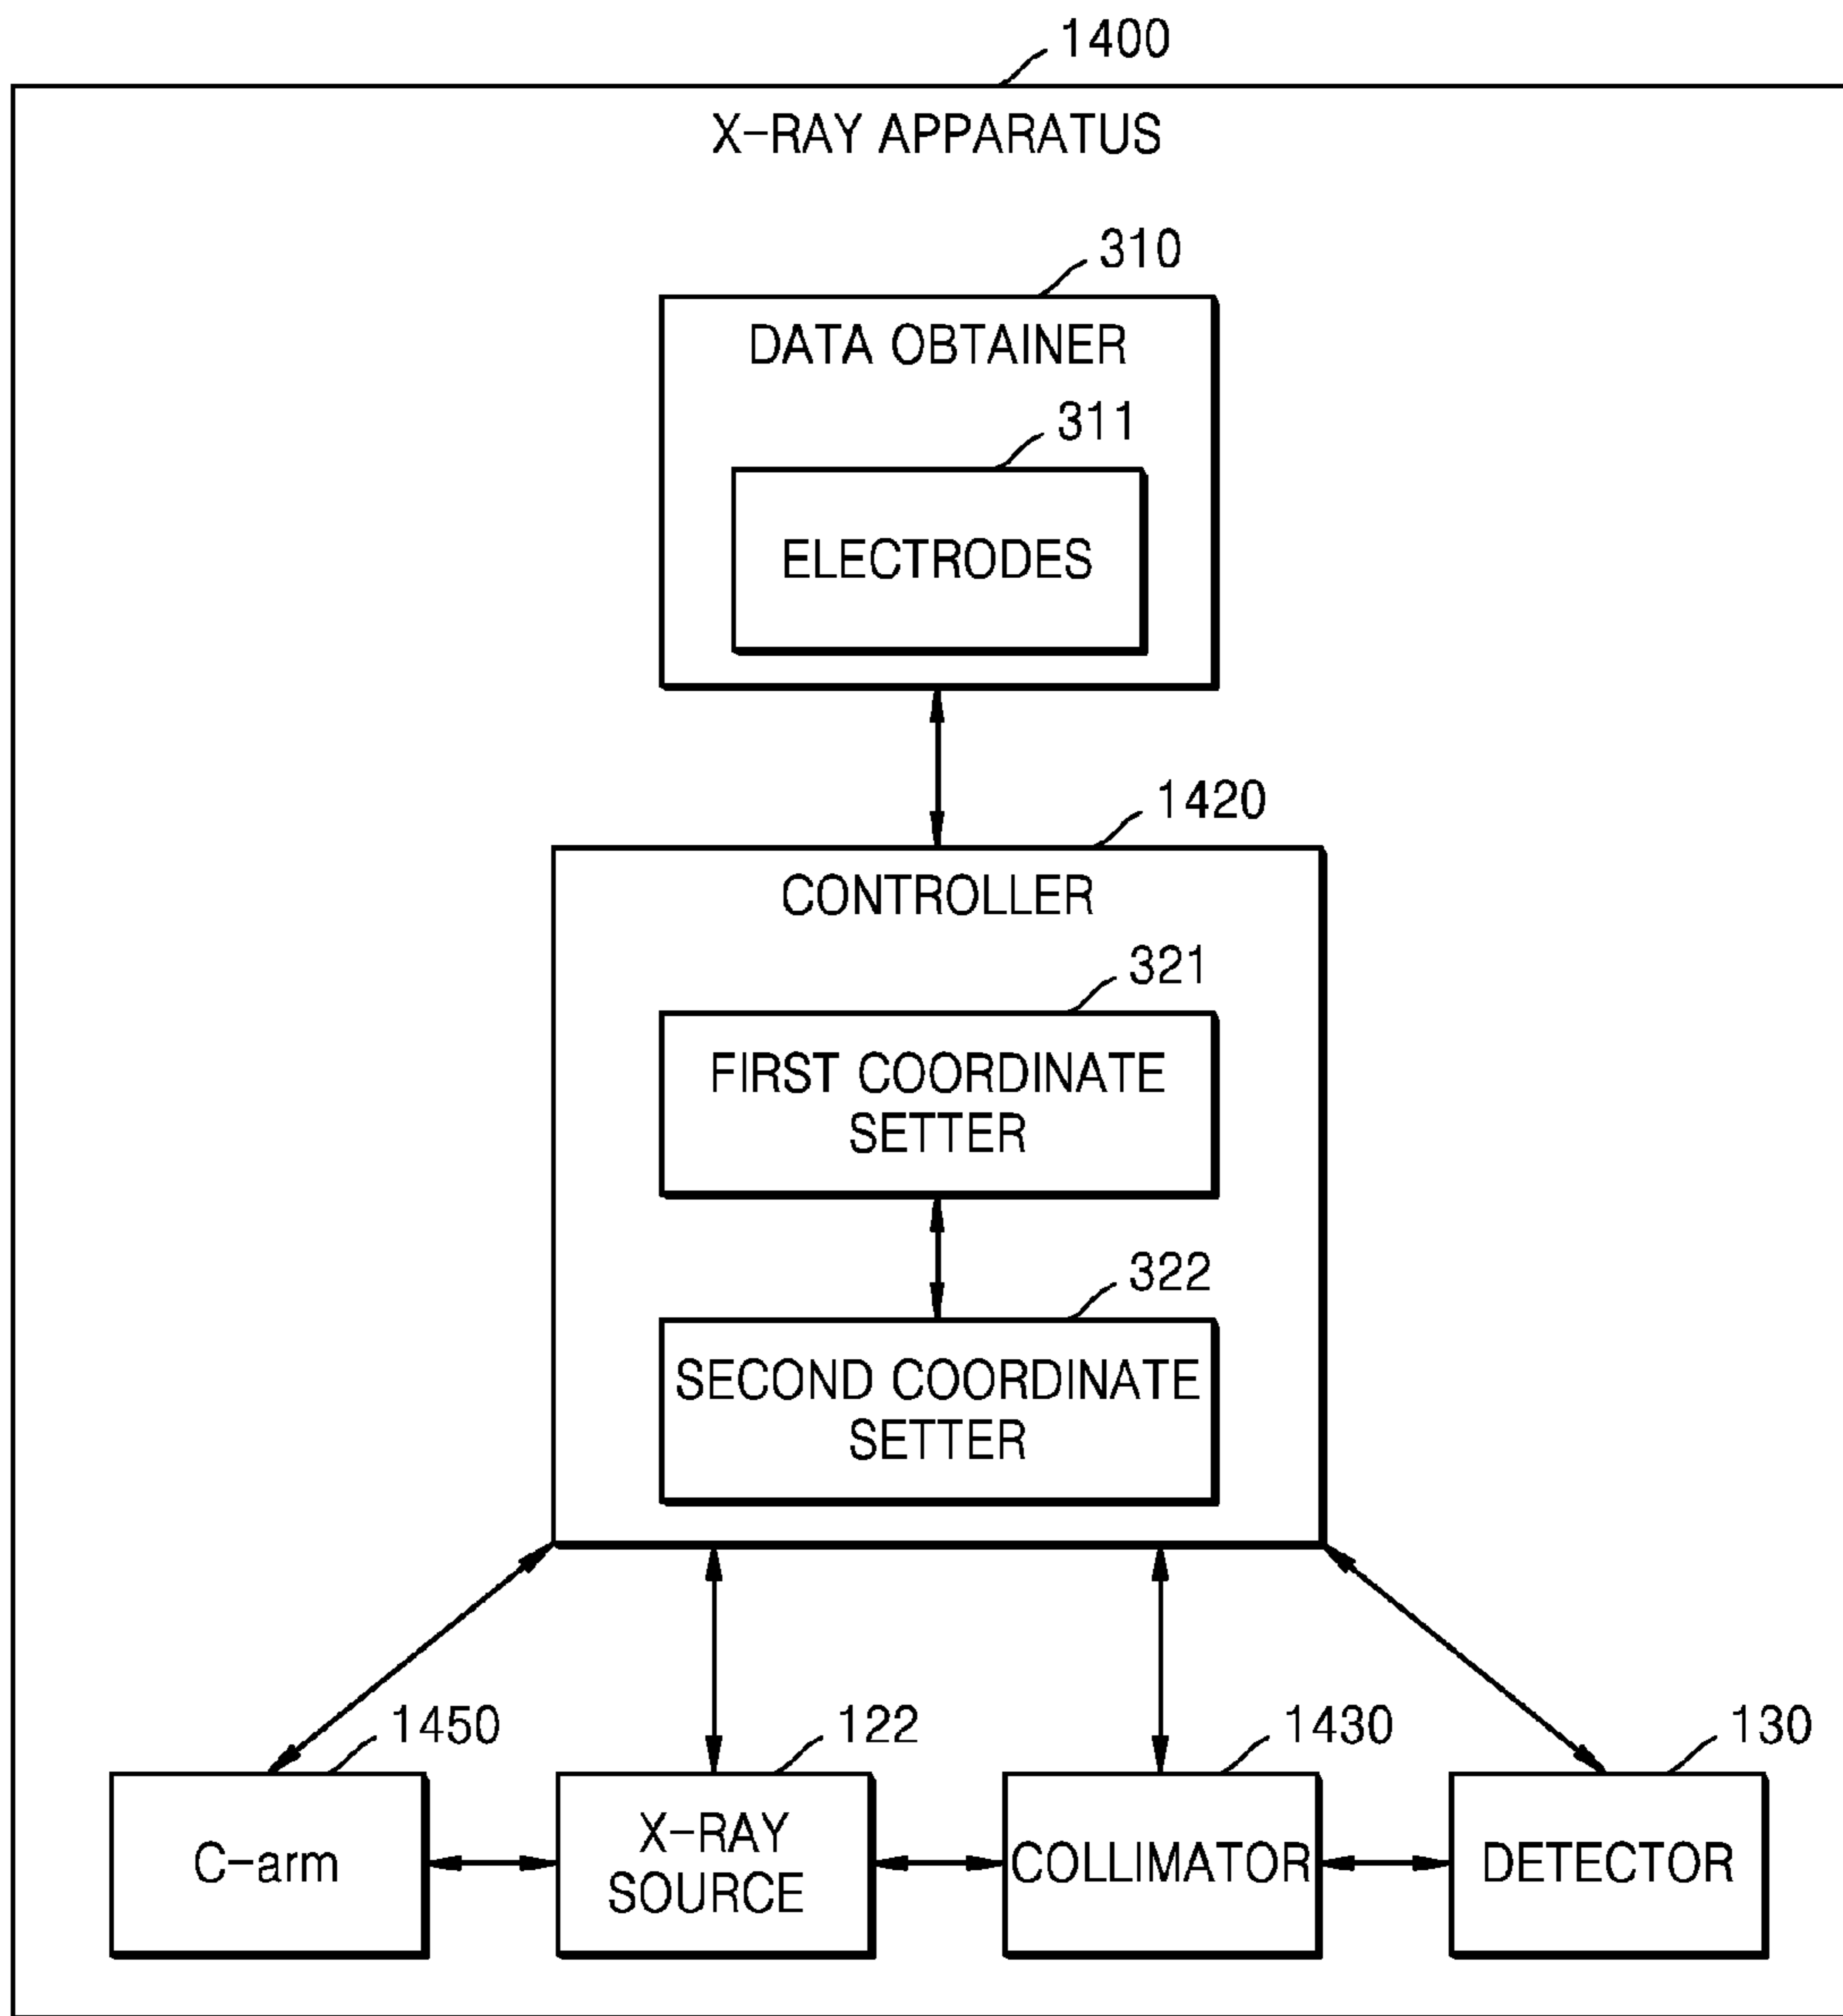 1400
X-RAY APPARATUS
310
DATA OBTAINER
311
ELECTRODES
1420
CONTROLLER
321
FIRST COORDINATE
SETTER
322
SECOND COORDINATE
SETTER
1450
122
1430
130
C-arm
X-RAY
SOURCE
COLLIMATOR
DETECTOR